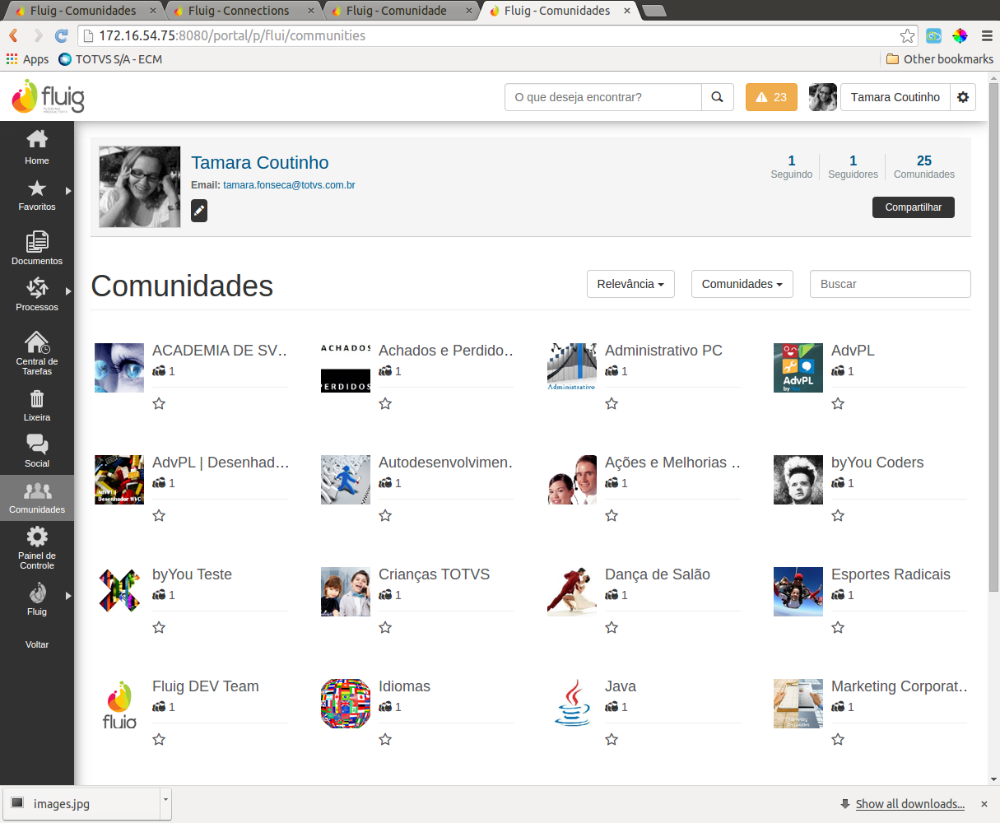 Fluig - Comunidades
Fluig - Connections
Fluig - Comunidade
Fluig - Comunidades
172.16.54.75:8080/portal/p/flui/communities
Apps
TOTVS S/A - ECM
Other bookmarks
fluig
O que deseja encontrar?
23
Tamara Coutinho
Home
Favoritos
Documentos
Processos
Central de
Tarefas
Lixeira
Social
Comunidades
Painel de
Controle
Fluig
Voltar
Tamara Coutinho
Email: tamara.fonseca@totvs.com.br
1
Seguindo
1
Seguidores
25
Comunidades
Compartilhar
Comunidades
Relevância
Comunidades
Buscar
ACADEMIA DE SV...
1
ACHADOS
PERDIDOS
Achados e Perdido...
1
Administrativo
Administrativo PC
1
AdvPL
by You
AdvPL
1
AdvPL |
Desenhador MVC
AdvPL | Desenhad...
1
Autodesenvolvimen...
1
Ações e Melhorias ...
1
byYou Coders
1
byYou Teste
1
Crianças TOTVS
1
Dança de Salão
1
Esportes Radicais
1
fluig
Fluig DEV Team
1
Idiomas
1
Java
1
Marketing
Corporativo
Marketing Corporat...
1
images.jpg
Show all downloads...